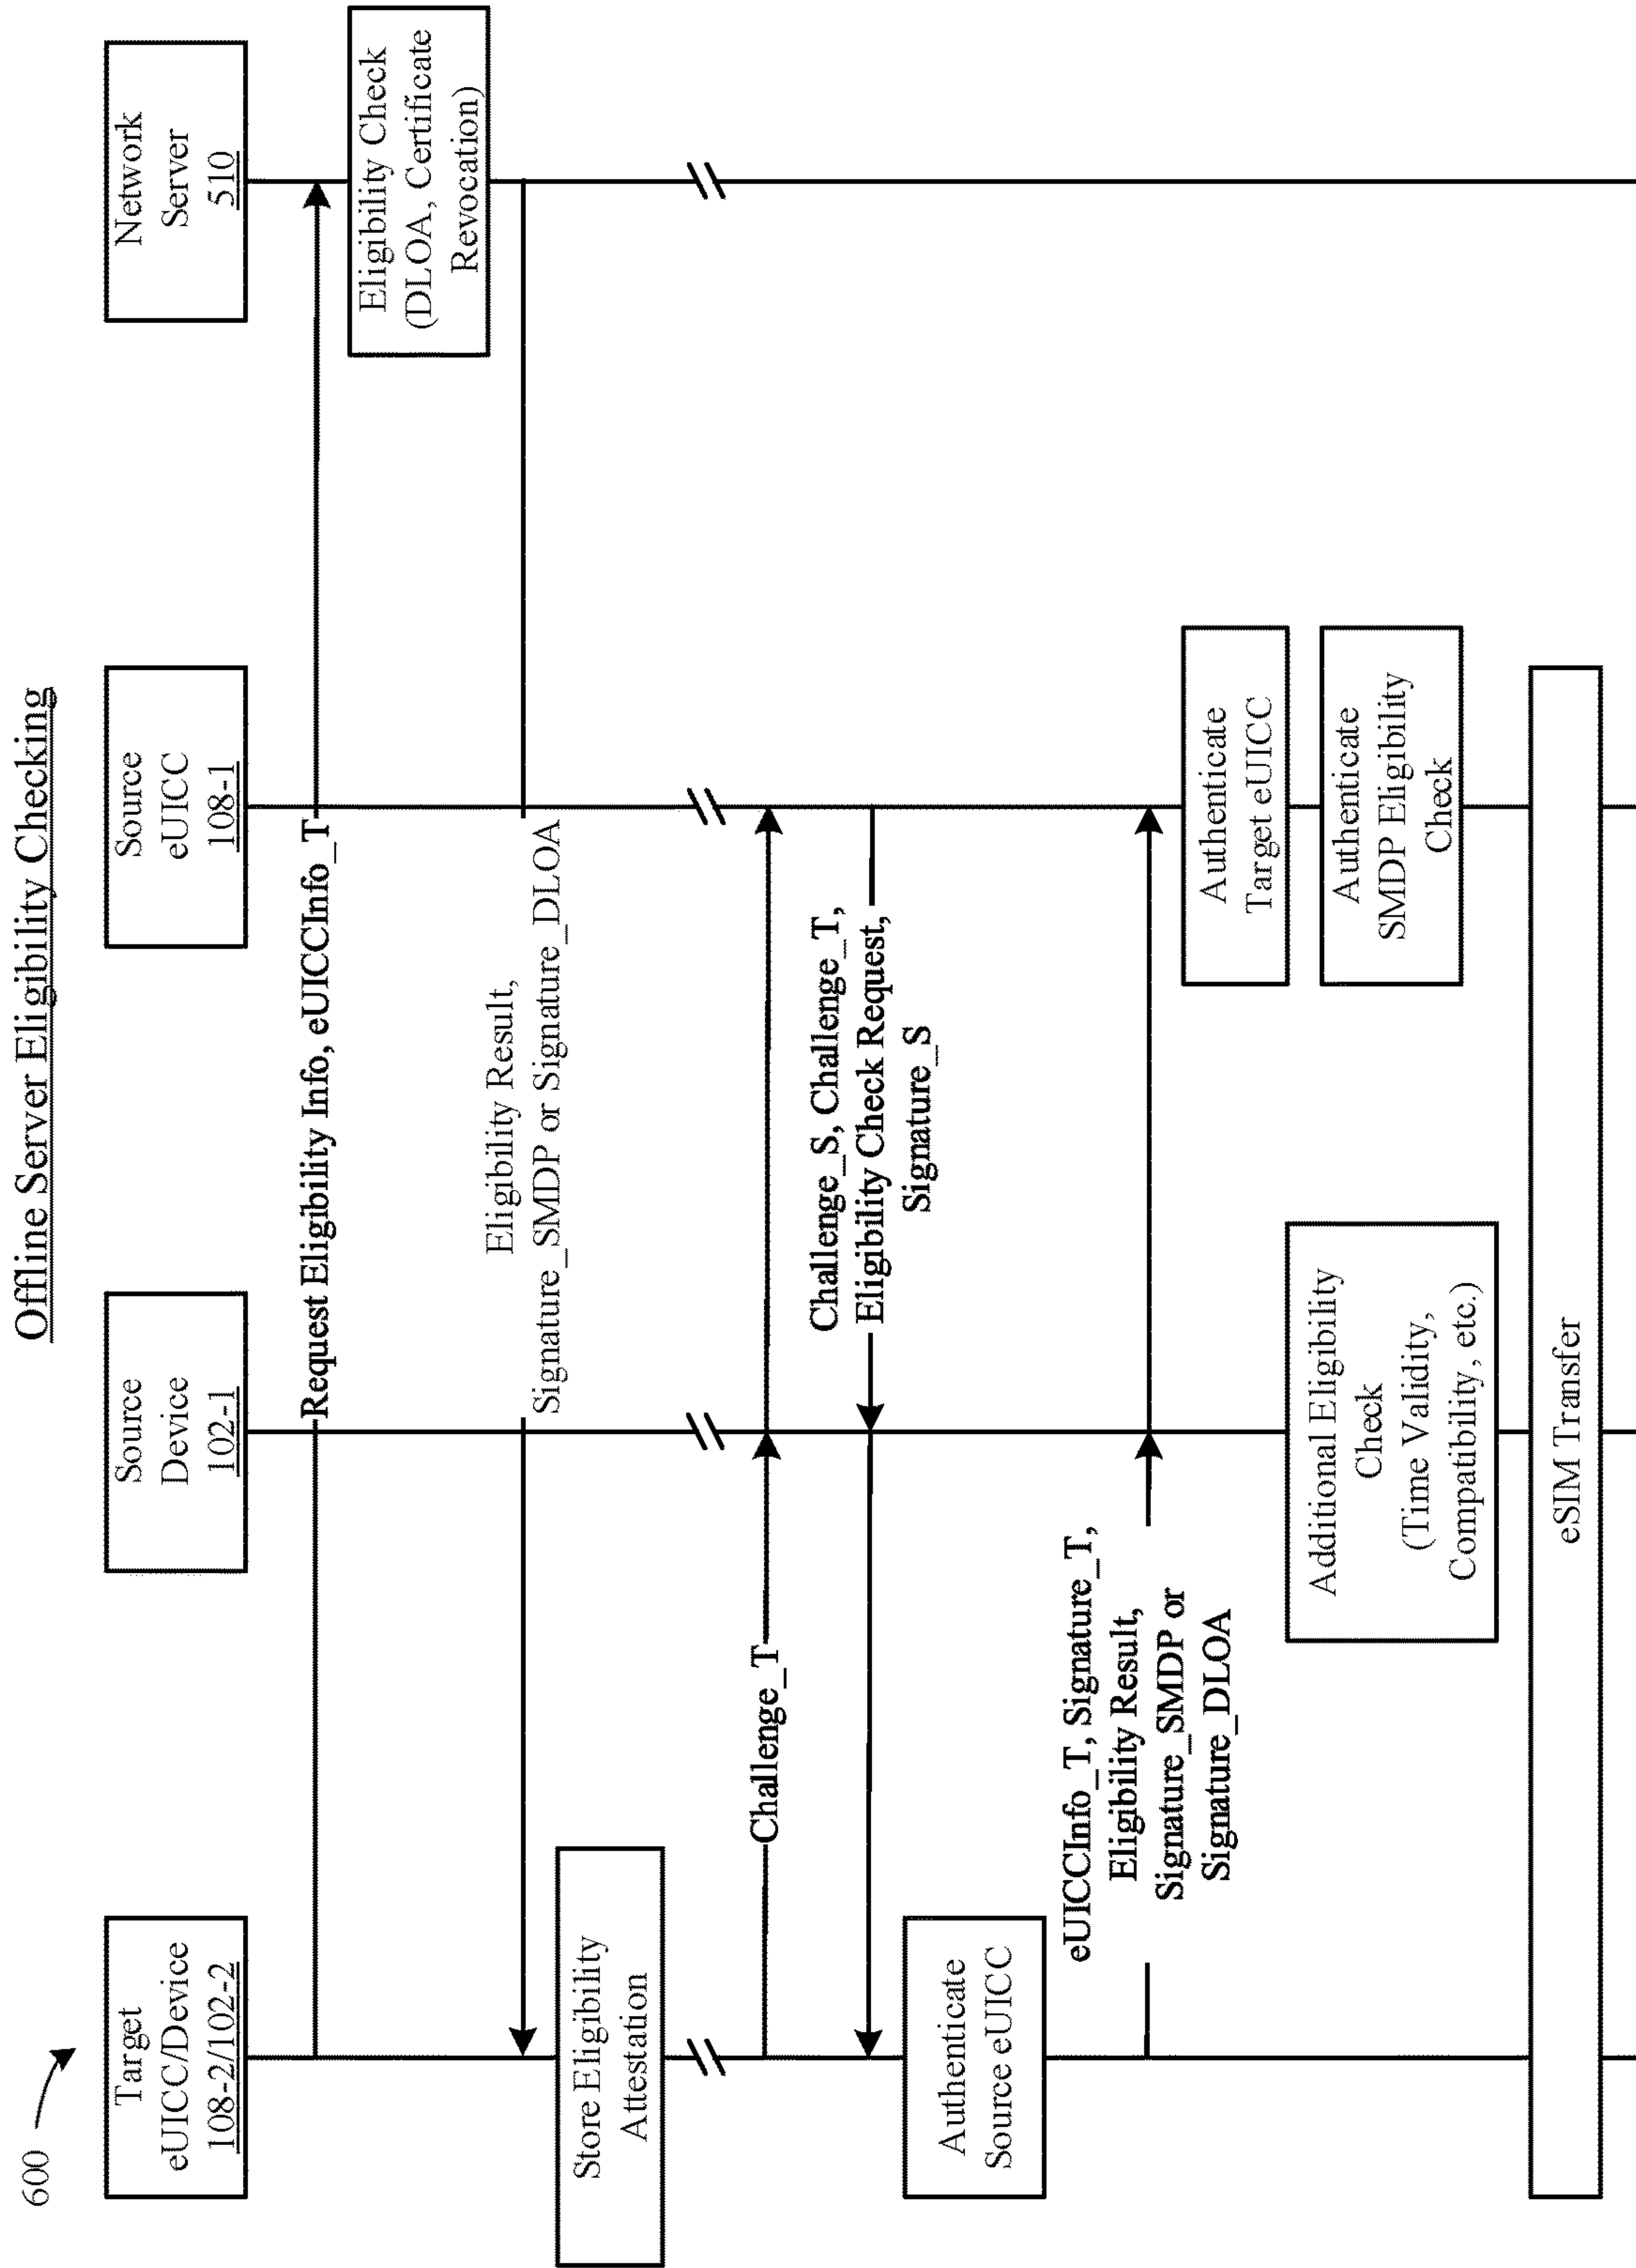 Offline Server Eligibility Checking
600
Target
eUICC/Device
108-2/102-2
Source
Device
102-1
Source
eUICC
108-1
Network
Server
510
Request Eligibility Info, eUICCInfo_T
Eligibility Check
(DLOA, Certificate
Revocation)
Eligibility Result,
Signature_SMDP or Signature_DLOA
Store Eligibility
Attestation
Challenge_T
Challenge_S, Challenge_T,
Eligibility Check Request,
Signature_S
Authenticate
Source eUICC
eUICCInfo_T, Signature_T,
Eligibility Result,
Signature_SMDP or
Signature_DLOA
Authenticate
Target eUICC
Additional Eligibility
Check
(Time Validity,
Compatibility, etc.)
Authenticate
SMDP Eligibility
Check
eSIM Transfer